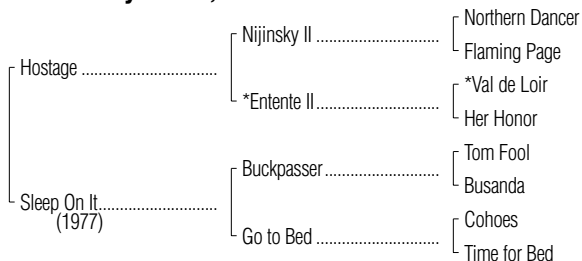 Northern Dancer
Nijinsky II
Flaming Page
Hostage
*Val de Loir
*Entente II
Her Honor
Tom Fool
Buckpasser
Busanda
Sleep On It
(1977)
Cohoes
Go to Bed
Time for Bed